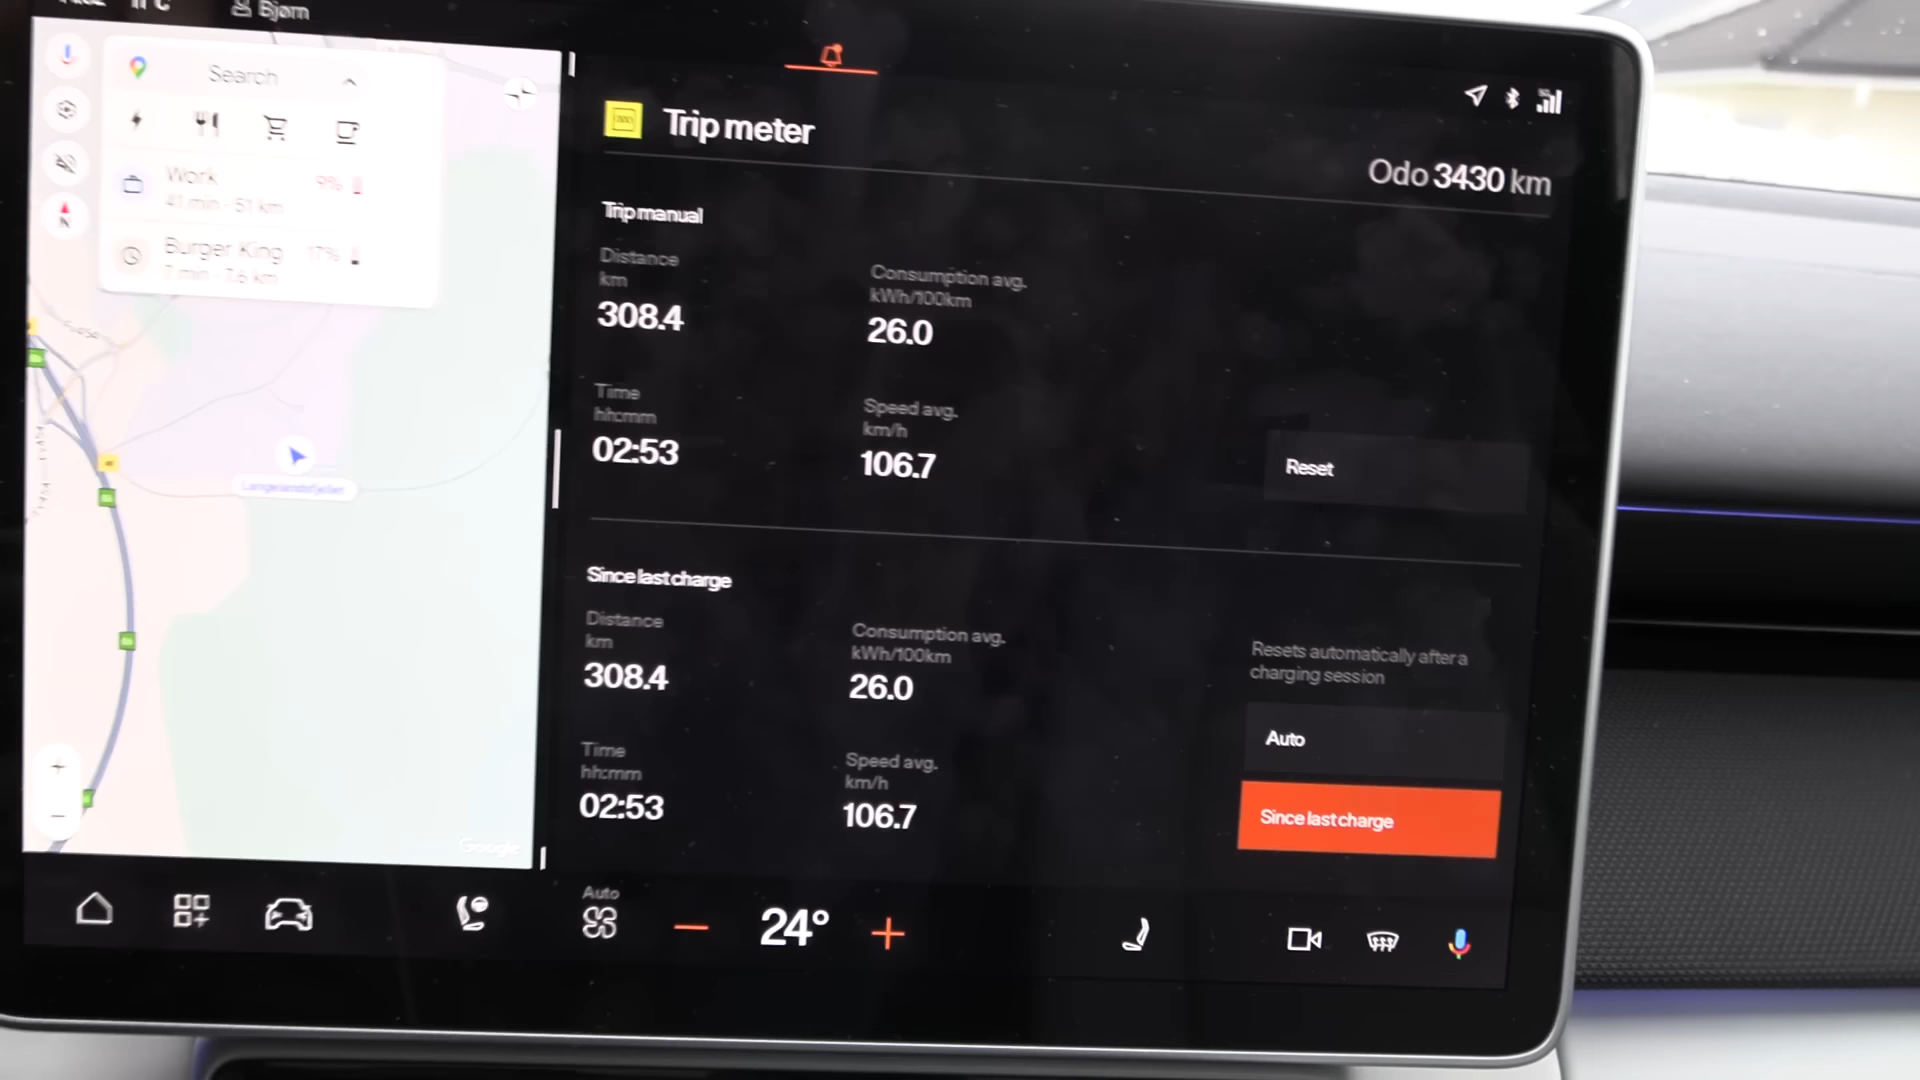 Bjørn
Search
Work
9%
41 min · 51 km
Burger King
17%
7 min · 7.6 km
Langelandsfjellet
Google
Trip meter
Odo 3430 km
Trip manual
Distance
km
308.4
Consumption avg.
kWh/100km
26.0
Time
hh:mm
02:53
Speed avg.
km/h
106.7
Reset
Since last charge
Distance
km
308.4
Consumption avg.
kWh/100km
26.0
Resets automatically after a
charging session
Time
hh:mm
02:53
Speed avg.
km/h
106.7
Auto
Since last charge
Auto
24°